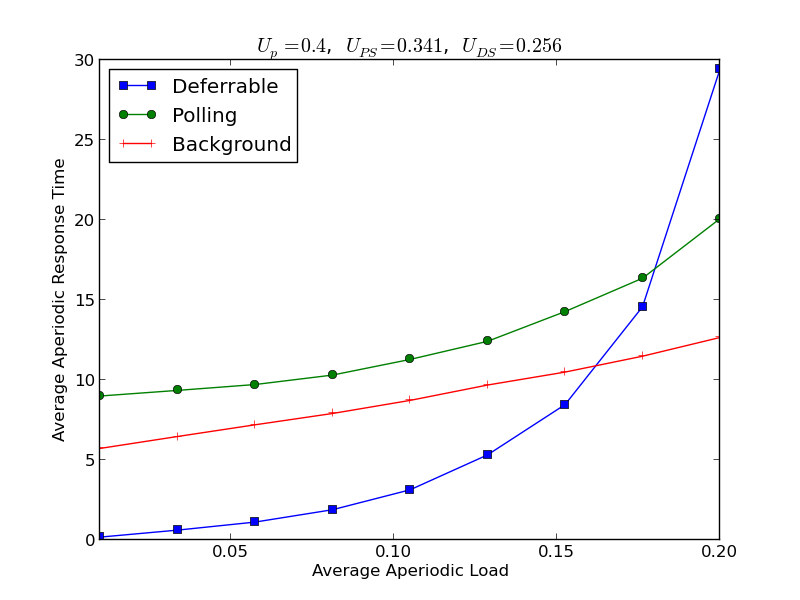 U_p = 0.4, U_PS = 0.341, U_DS = 0.256
Deferrable
Polling
Background
Average Aperiodic Response Time
30
25
20
15
10
5
0
0.05 0.10 0.15 0.20
Average Aperiodic Load